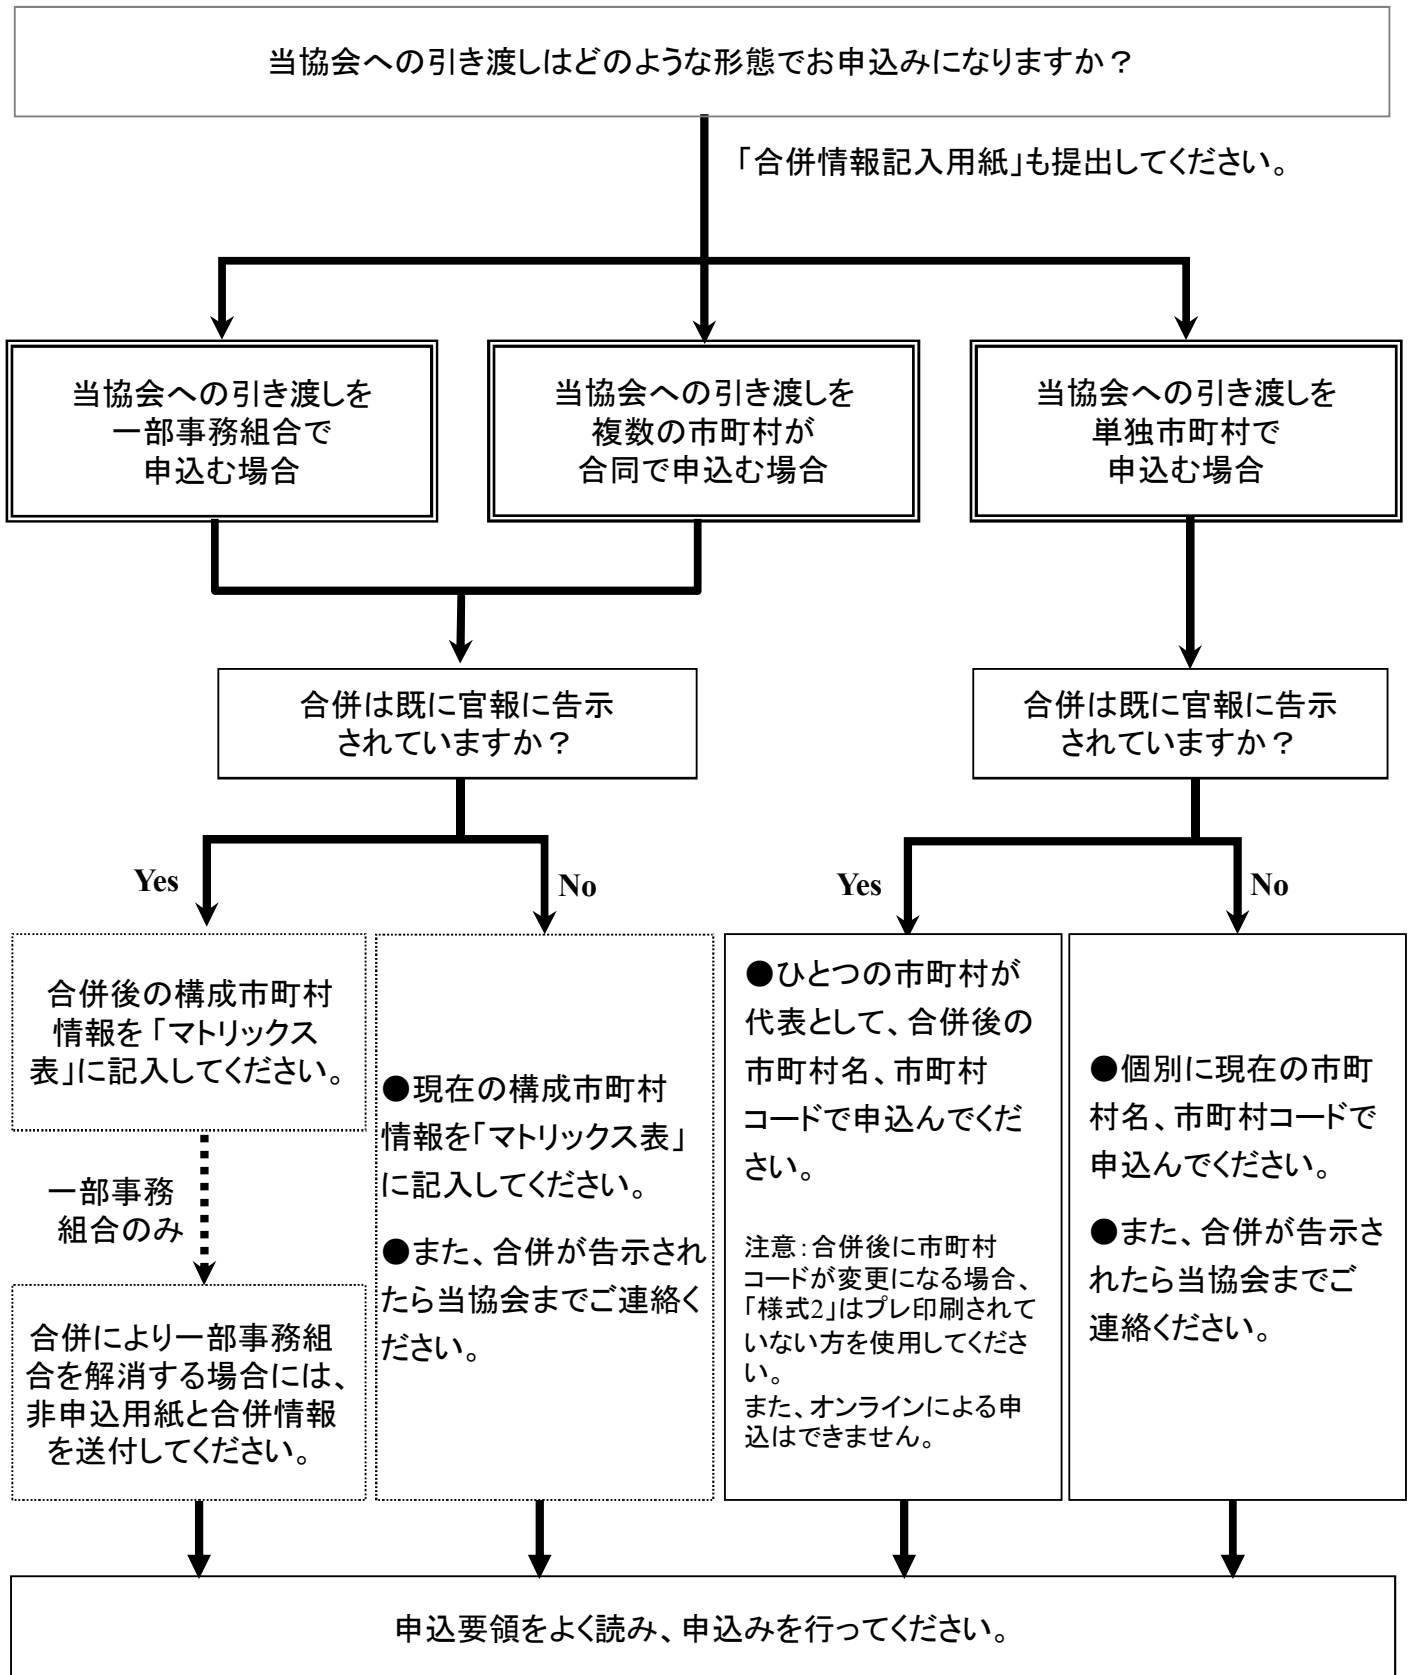 当協会への引き渡しはどのような形態でお申込みになりますか？
「合併情報記入用紙」も提出してください。
当協会への引き渡しを
一部事務組合で
申込む場合
当協会への引き渡しを
複数の市町村が
合同で申込む場合
当協会への引き渡しを
単独市町村で
申込む場合
合併は既に官報に告示
されていますか？
合併は既に官報に告示
されていますか？
Yes
No
Yes
No
合併後の構成市町村
情報を「マトリックス
表」に記入してください。
一部事務
組合のみ
合併により一部事務組
合を解消する場合には、
非申込用紙と合併情報
を送付してください。
●現在の構成市町村
情報を「マトリックス表」
に記入してください。
●また、合併が告示され
たら当協会までご連絡く
ださい。
●ひとつの市町村が
代表として、合併後の
市町村名、市町村
コードで申込んでくだ
さい。
注意：合併後に市町村
コードが変更になる場合、
「様式2」はプレ印刷されて
いない方を使用してくださ
い。
また、オンラインによる申
込はできません。
●個別に現在の市町
村名、市町村コードで
申込んでください。
●また、合併が告示さ
れたら当協会までご
連絡ください。
申込要領をよく読み、申込みを行ってください。